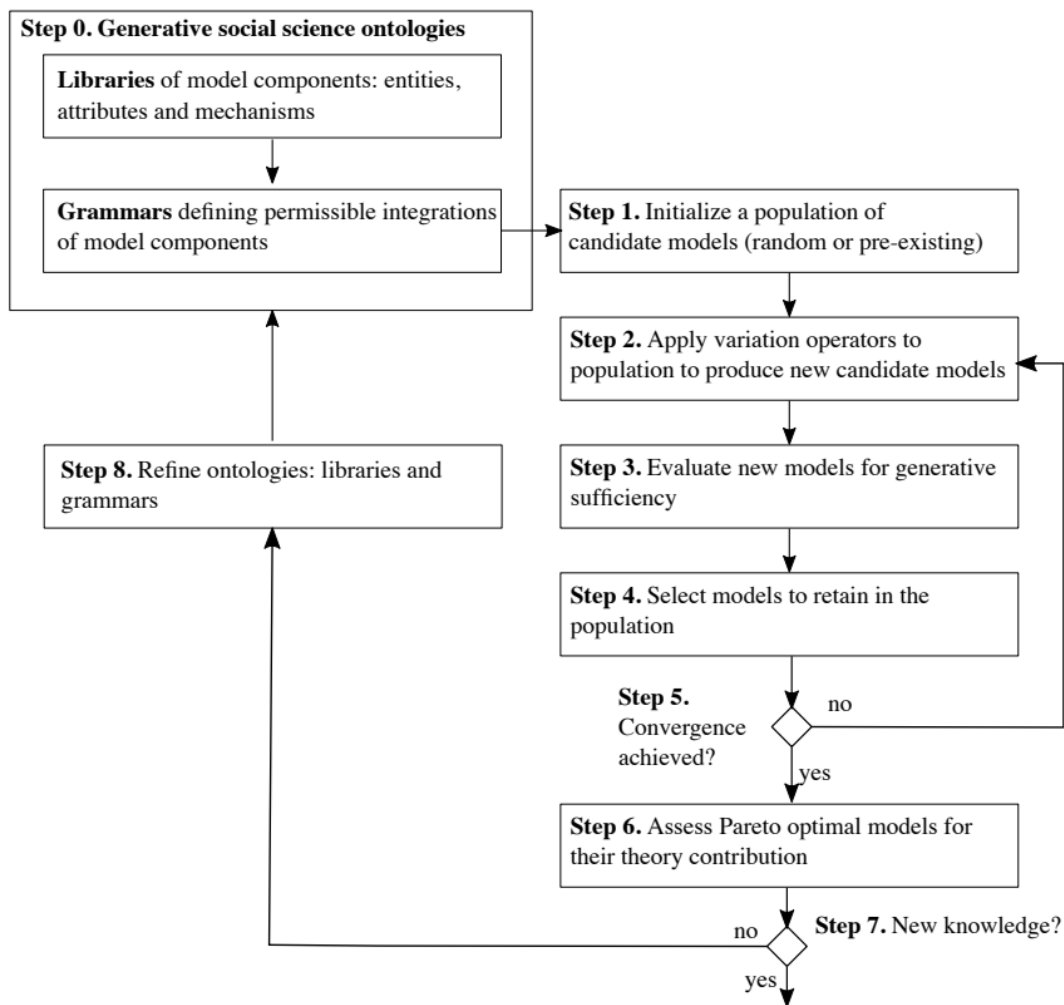 Step 0. Generative social science ontologies
Libraries of model components: entities,
attributes and mechanisms
Grammars defining permissible integrations
of model components
Step 1. Initialize a population of
candidate models (random or pre-existing)
Step 2. Apply variation operators to
population to produce new candidate models
Step 3. Evaluate new models for generative
sufficiency
Step 4. Select models to retain in the
population
Step 5.
Convergence
achieved?
no
yes
Step 6. Assess Pareto optimal models for
their theory contribution
Step 7. New knowledge?
no
yes
Step 8. Refine ontologies: libraries and
grammars